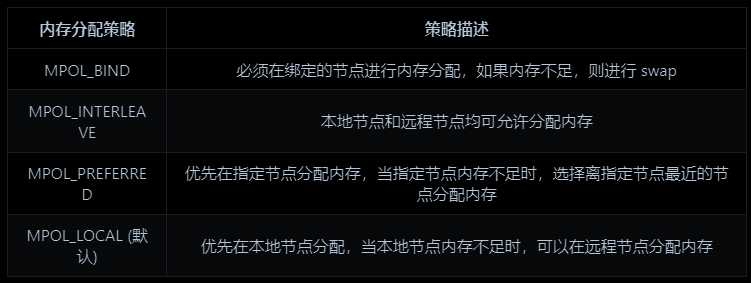 内存分配策略 策略描述
MPOL_BIND 必须在绑定的节点进行内存分配，如果内存不足，则进行 swap
MPOL_INTERLEA
VE
本地节点和远程节点均可允许分配内存
MPOL_PREFERRE
D
优先在指定节点分配内存，当指定节点内存不足时，选择离指定节点最近的节
点分配内存
MPOL_LOCAL (默
认)
优先在本地节点分配，当本地节点内存不足时，可以在远程节点分配内存